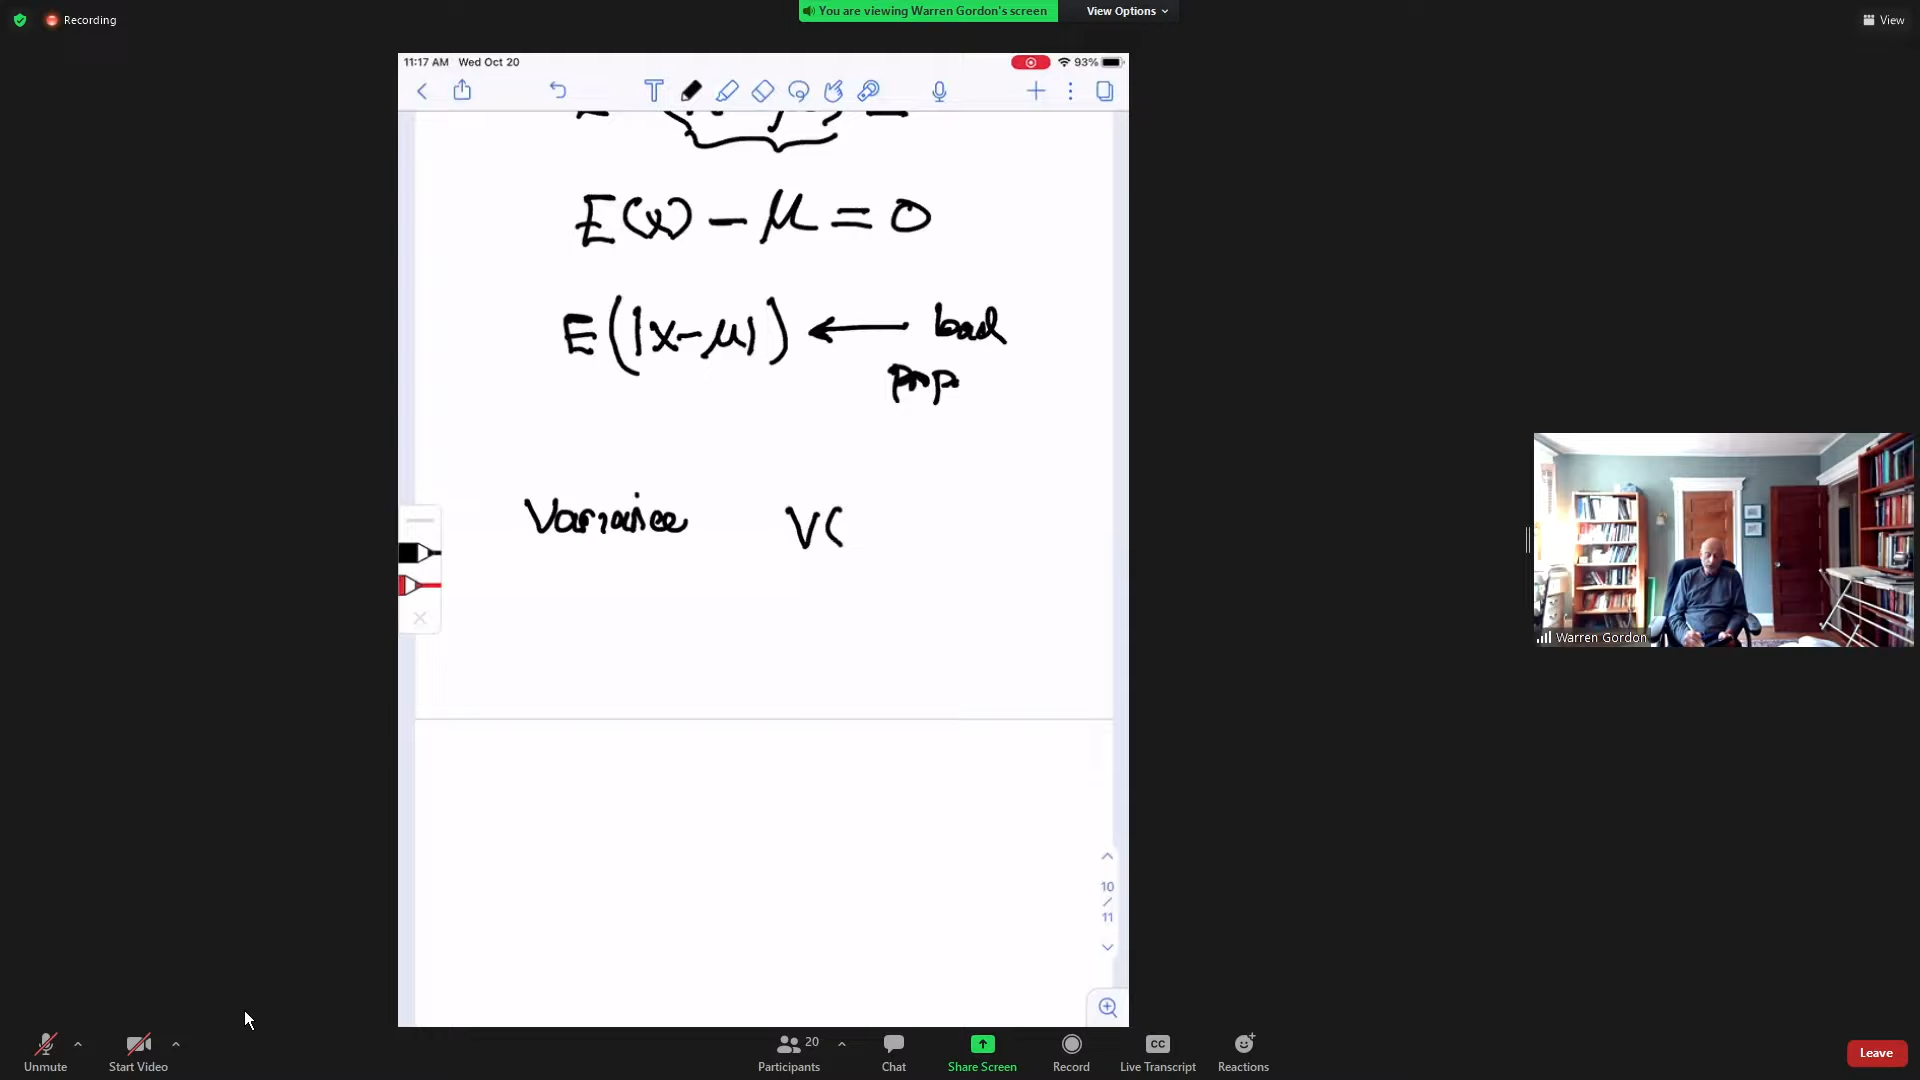 Recording
You are viewing Warren Gordon's screen
View Options
View
11:17 AM Wed Oct 20
93%
T
E(x) - μ = 0
E(|x-μ|) ← bad
prop
Variance V(
Warren Gordon
10
/
11
Unmute
Start Video
20
Participants
Chat
Share Screen
Record
CC
Live Transcript
Reactions
Leave